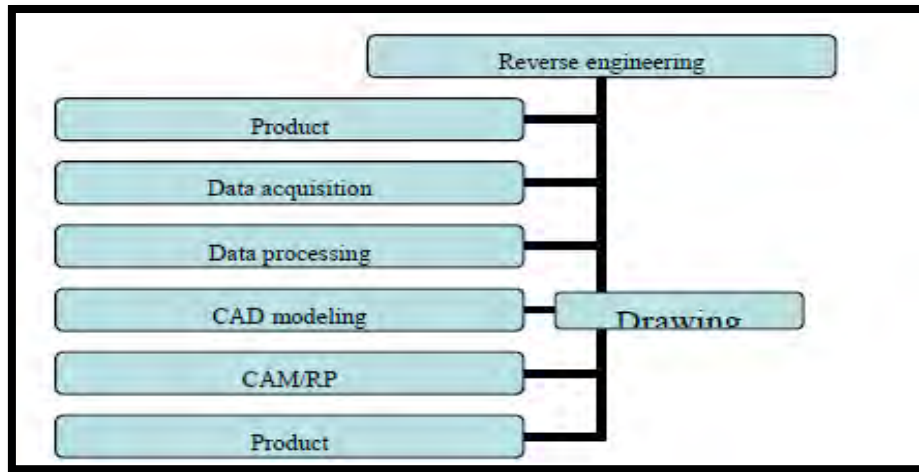 Reverse engineering
Product
Data acquisition
Data processing
CAD modeling
Drawing
CAM/RP
Product